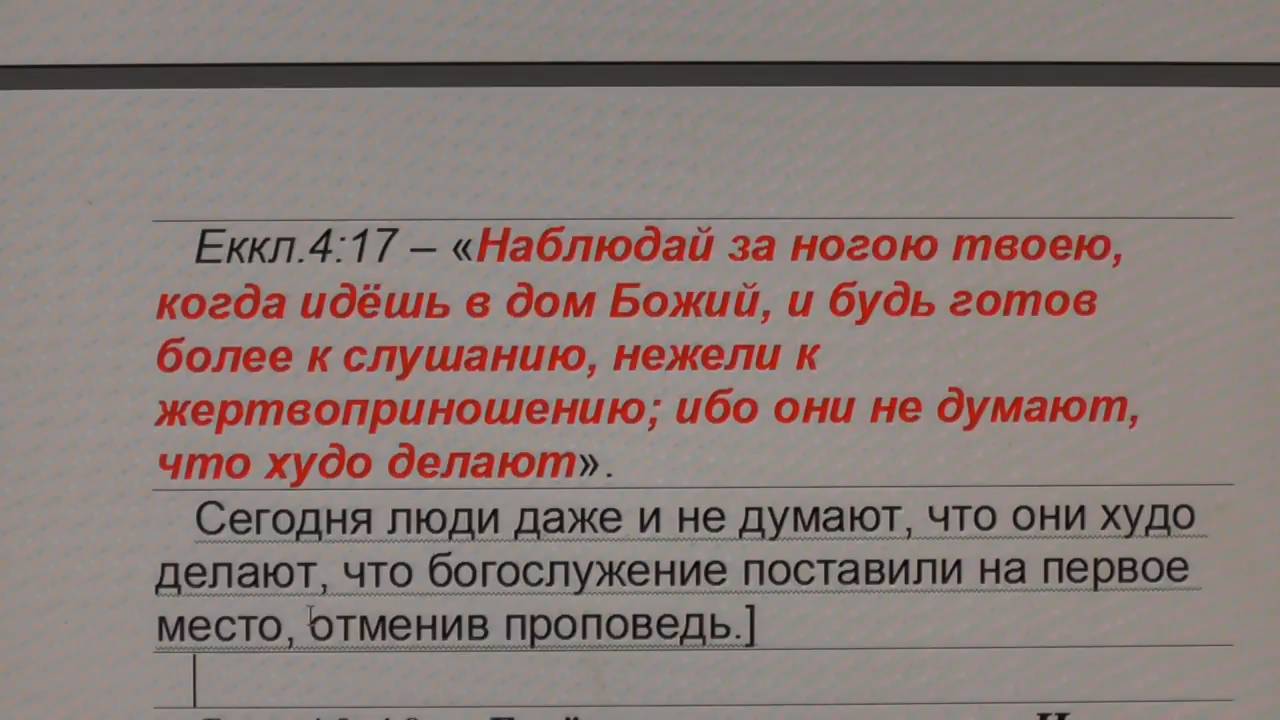 Еккл.4:17 – «Наблюдай за ногою твоею,
когда идёшь в дом Божий, и будь готов
более к слушанию, нежели к
жертвоприношению; ибо они не думают,
что худо делают».
Сегодня люди даже и не думают, что они худо
делают, что богослужение поставили на первое
место, отменив проповедь.]